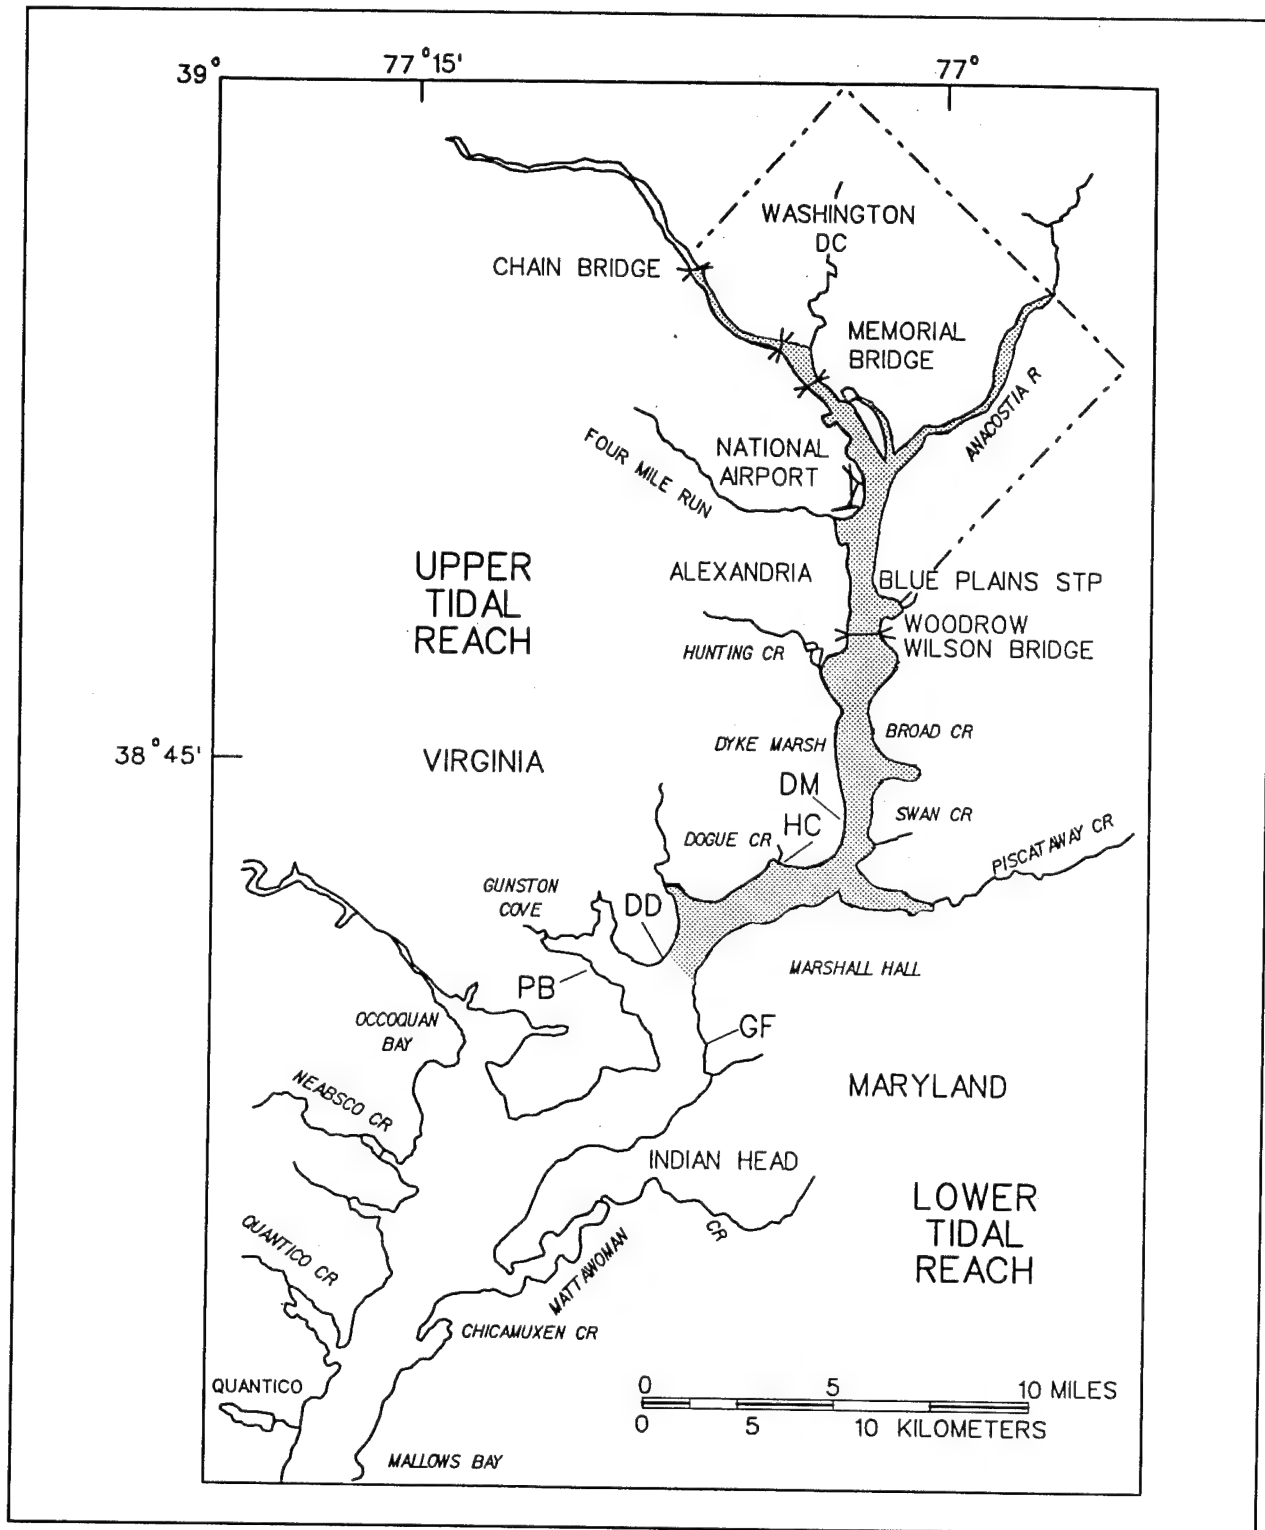 77°15'
77°
39°
WASHINGTON
DC
CHAIN BRIDGE
MEMORIAL
BRIDGE
ANACOSTIA R
NATIONAL
AIRPORT
FOUR MILE RUN
UPPER
TIDAL
REACH
ALEXANDRIA
BLUE PLAINS STP
WOODROW
WILSON BRIDGE
HUNTING CR
BROAD CR
DYKE MARSH
38°45'
VIRGINIA
DM
SWAN CR
HC
DOGUE CR
PISCATAWAY CR
GUNSTON
COVE
DD
MARSHALL HALL
PB
OCCOQUAN
BAY
GF
NEABSCO CR
MARYLAND
INDIAN HEAD
LOWER
TIDAL
REACH
QUANTICO CR
MATTAWOMAN CR
CHICAMUXEN CR
QUANTICO
0 5 10 MILES
0 5 10 KILOMETERS
MALLOWS BAY